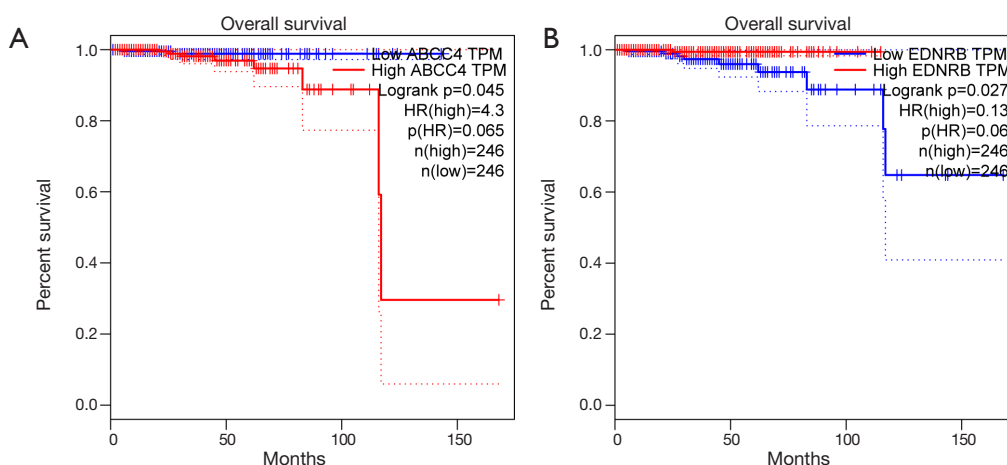 A
Overall survival
Low ABCC4 TPM
High ABCC4 TPM
Logrank p=0.045
HR(high)=4.3
p(HR)=0.065
n(high)=246
n(low)=246
Percent survival
1.0
0.8
0.6
0.4
0.2
0.0
0
50
100
150
Months
B
Overall survival
Low EDNRB TPM
High EDNRB TPM
Logrank p=0.027
HR(high)=0.13
p(HR)=0.06
n(high)=246
n(low)=246
Percent survival
1.0
0.8
0.6
0.4
0.2
0.0
0
50
100
150
Months